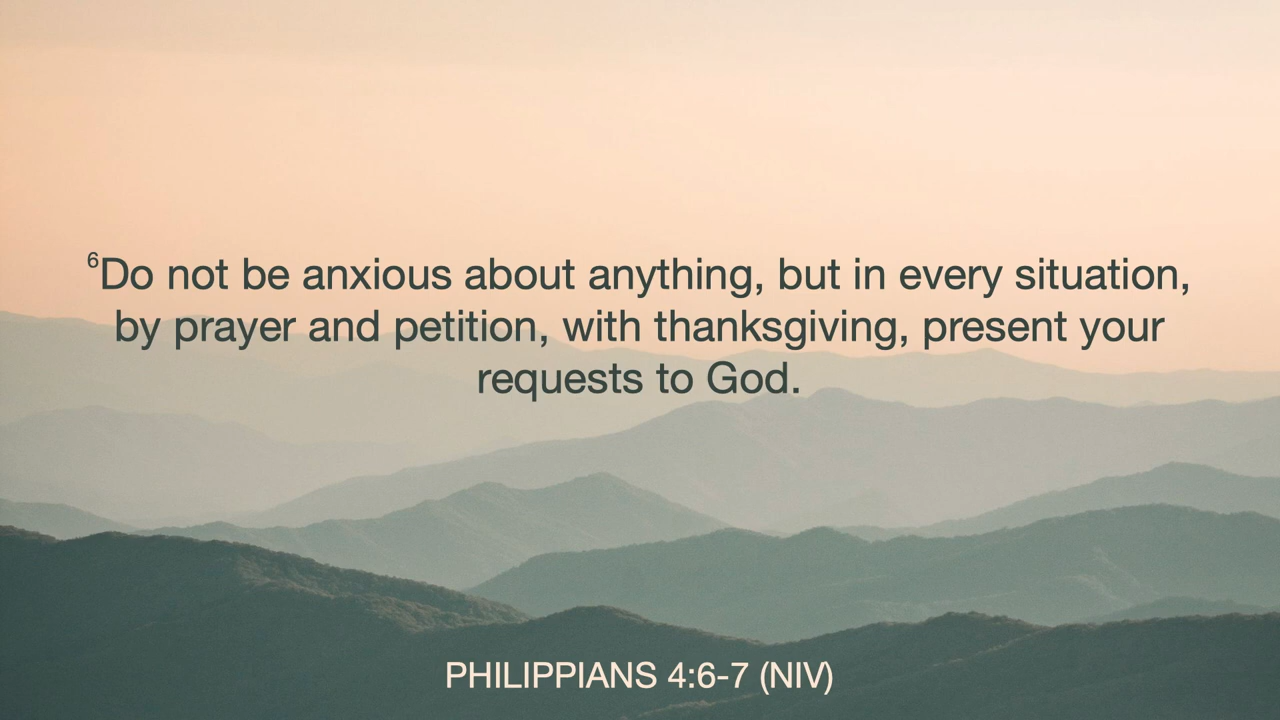 ⁶Do not be anxious about anything, but in every situation,
by prayer and petition, with thanksgiving, present your
requests to God.
PHILIPPIANS 4:6-7 (NIV)